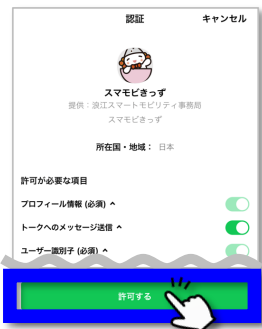 認証 キャンセル
スマモビきっず
提供：浪江スマートモビリティ事務局
スマモビきっず
所在国・地域： 日本
許可が必要な項目
プロフィール情報 (必須) ^
トークへのメッセージ送信 ^
ユーザー識別子 (必須) ^
許可する